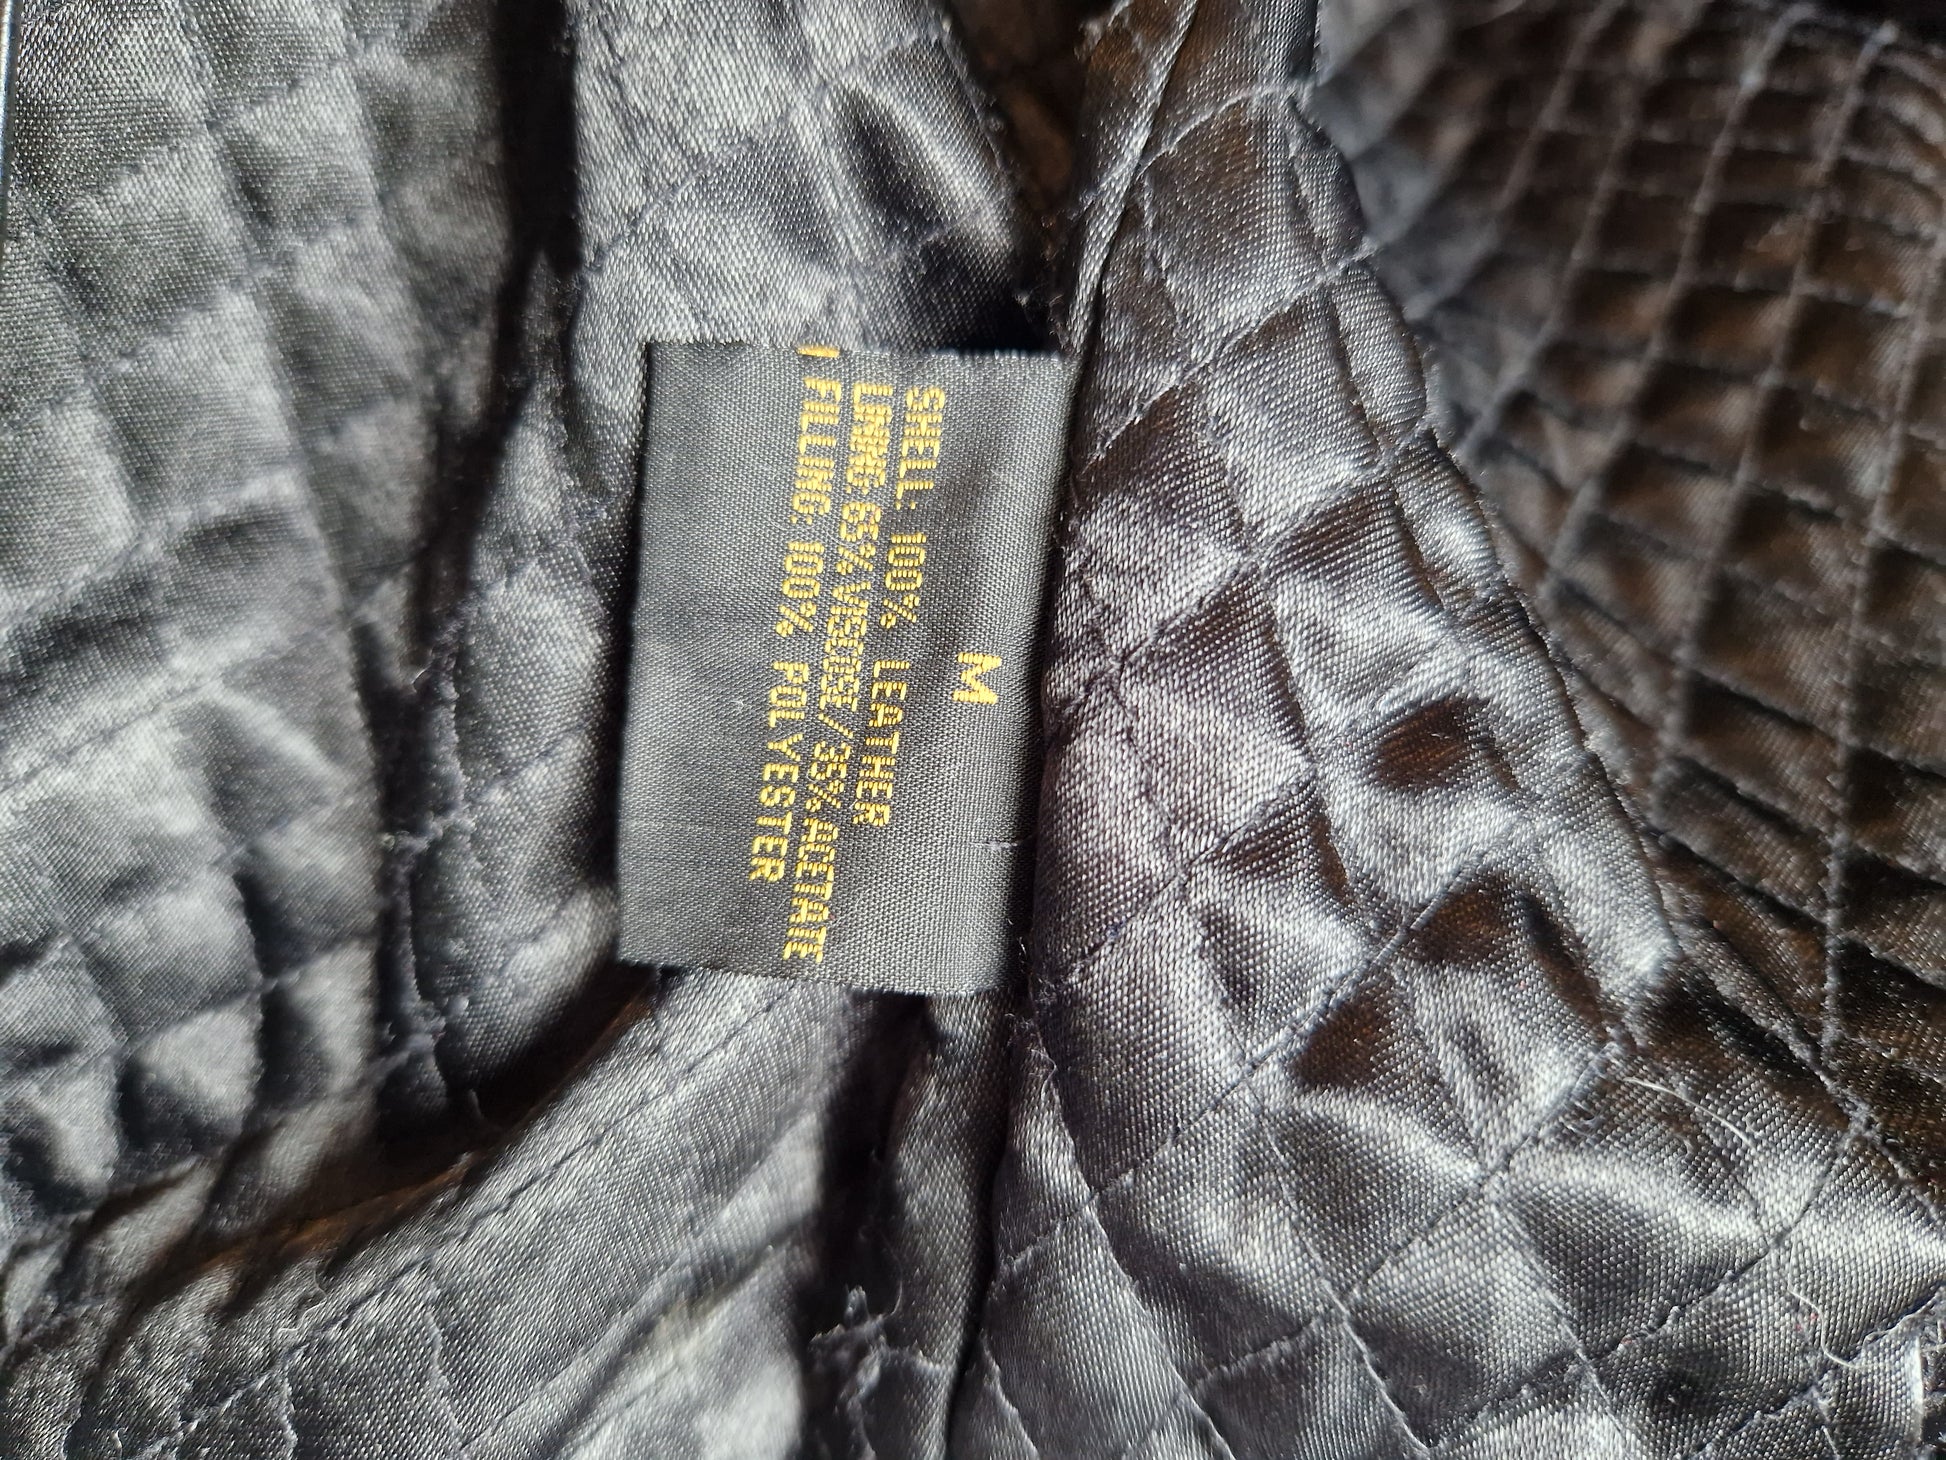 M
SHELL: 100% LEATHER
LINING: 65% VISCOSE/35% ACETATE
FILLING: 100% POLYESTER